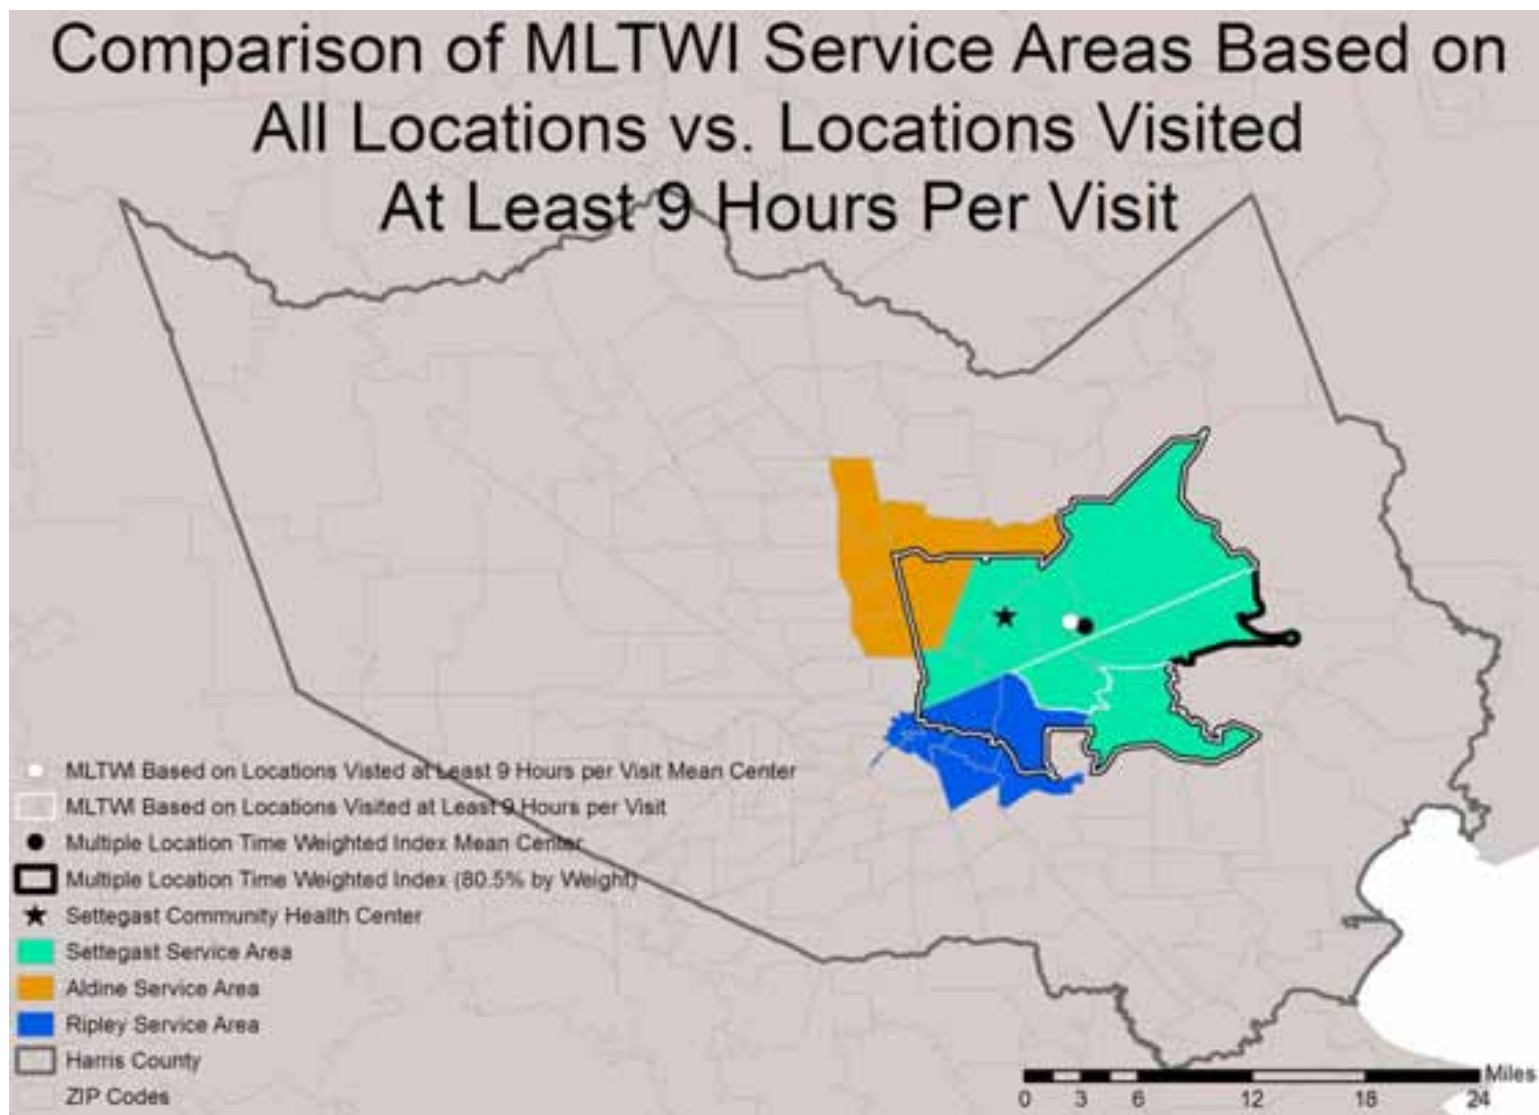 Comparison of MLTWI Service Areas Based on
All Locations vs. Locations Visited
At Least 9 Hours Per Visit
MLTWI Based on Locations Visted at Least 9 Hours per Visit Mean Center
MLTWI Based on Locations Visited at Least 9 Hours per Visit
Multiple Location Time Weighted Index Mean Center
Multiple Location Time Weighted Index (80.5% by Weight)
Settegast Community Health Center
Settegast Service Area
Aldine Service Area
Ripley Service Area
Harris County
ZIP Codes
Miles
0 3 6 12 18 24